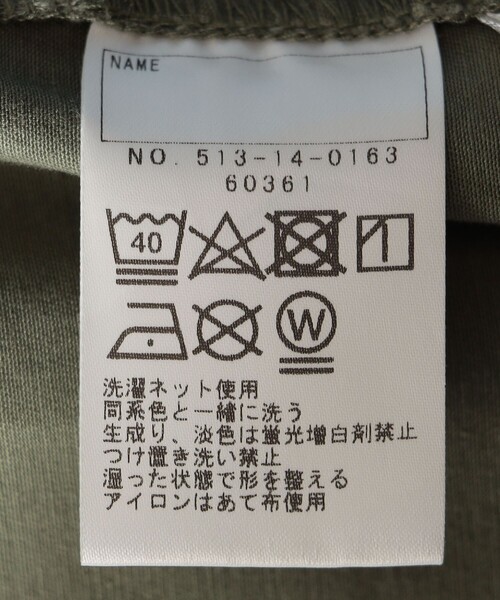 NAME
NO. 513-14-0163
60361
40
W
洗濯ネット使用
同系色と一緒に洗う
生成り、淡色は蛍光増白剤禁止
つけ置き洗い禁止
湿った状態で形を整える
アイロンはあて布使用